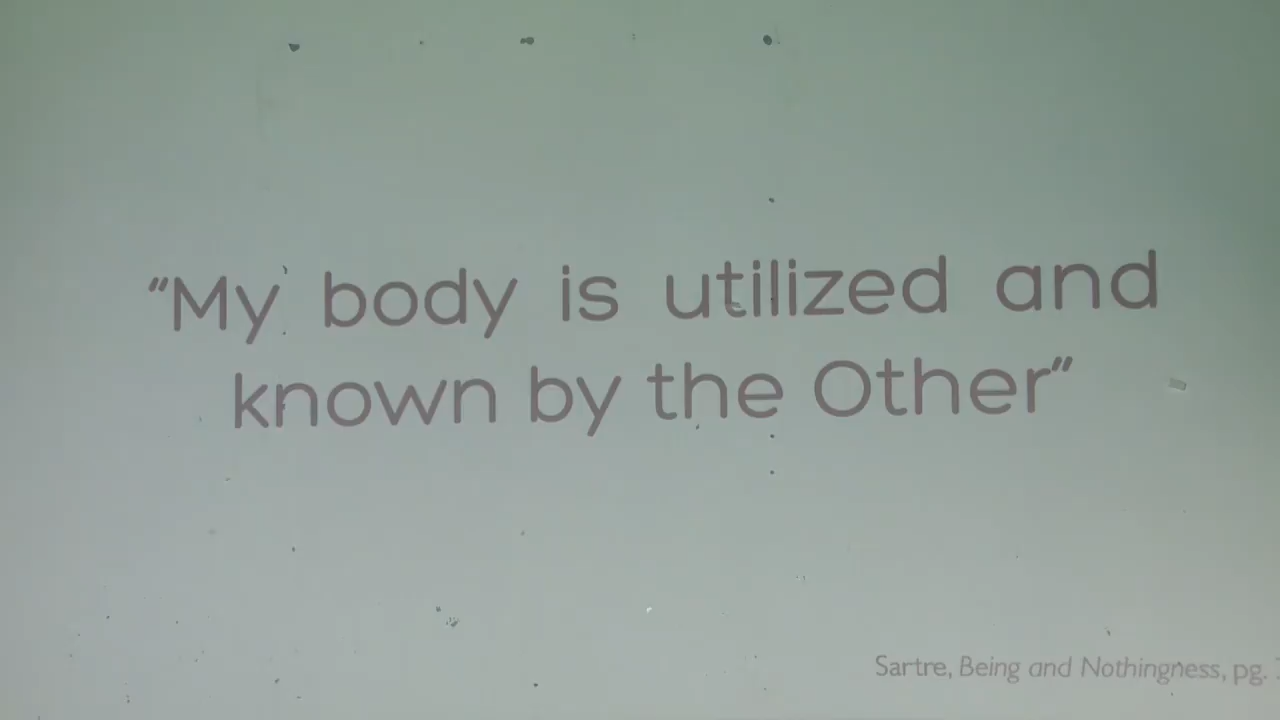 “My body is utilized and
known by the Other”
Sartre, Being and Nothingness, pg.